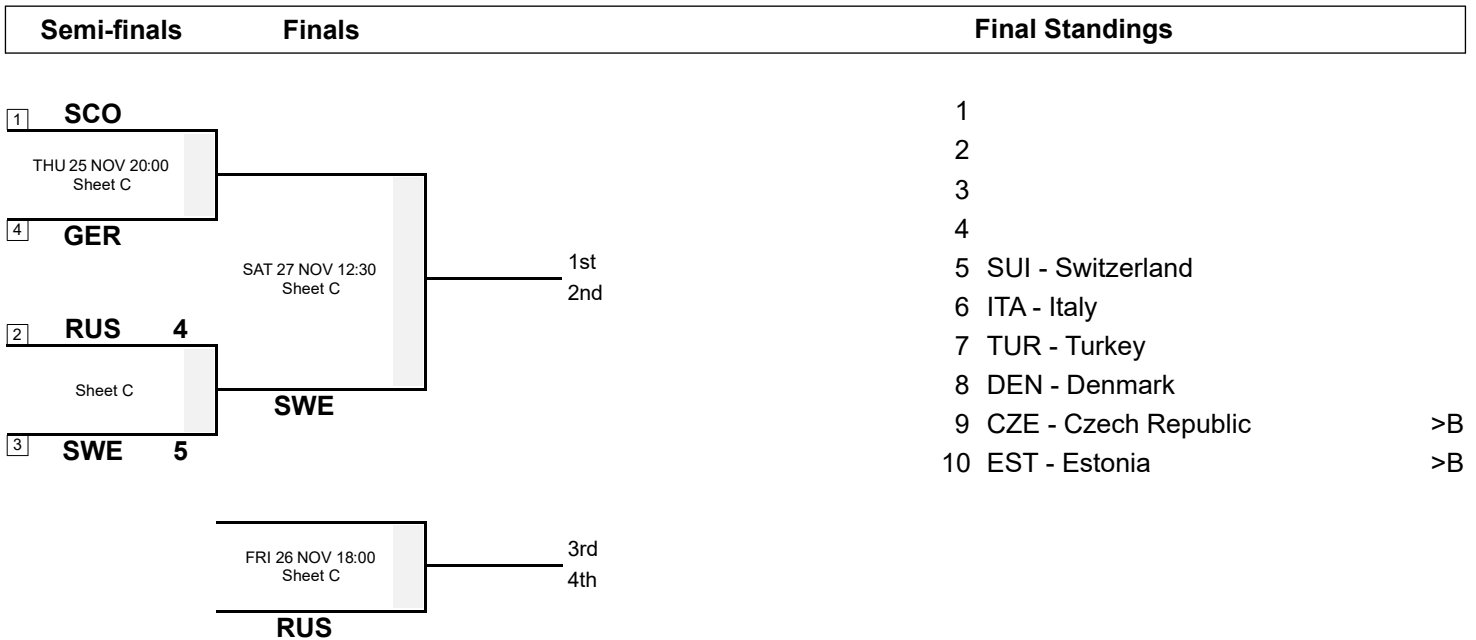 Semi-finals Finals Final Standings
1 SCO
THU 25 NOV 20:00
Sheet C
4 GER
SAT 27 NOV 12:30
Sheet C
1st
2nd
2 RUS 4
Sheet C
SWE
3 SWE 5
FRI 26 NOV 18:00
Sheet C
3rd
4th
RUS
1
2
3
4
5 SUI - Switzerland
6 ITA - Italy
7 TUR - Turkey
8 DEN - Denmark
9 CZE - Czech Republic >B
10 EST - Estonia >B